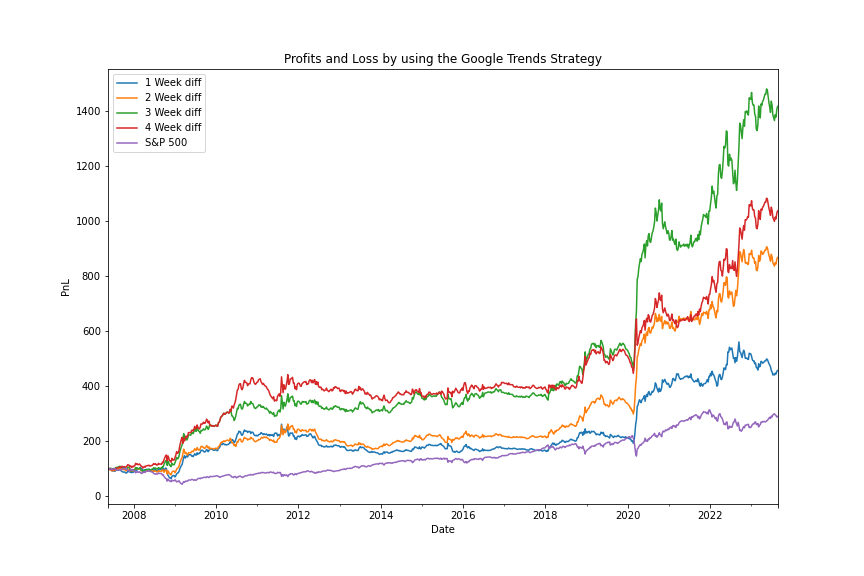 Profits and Loss by using the Google Trends Strategy
1 Week diff
2 Week diff
3 Week diff
4 Week diff
S&P 500
1400
1200
1000
800
600
400
200
0
PnL
2008 2010 2012 2014 2016 2018 2020 2022
Date